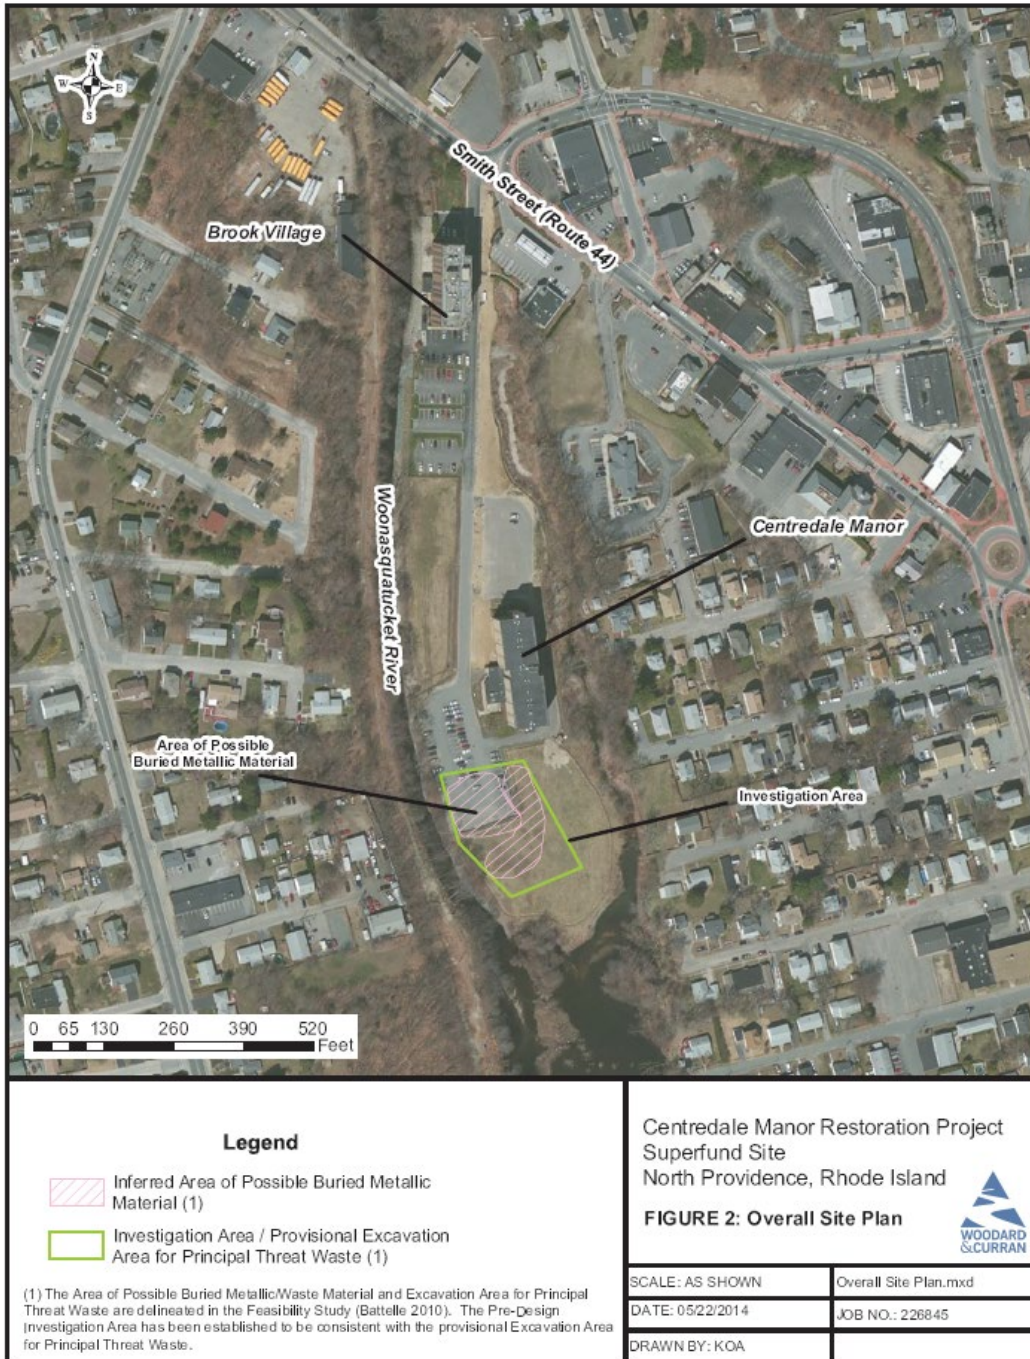 N
W E
S
Smith Street (Route 44)
Brook Village
Woonasquatucket River
Centredale Manor
Area of Possible
Buried Metallic Material
Investigation Area
0 65 130 260 390 520
Feet
Legend
Inferred Area of Possible Buried Metallic
Material (1)
Investigation Area / Provisional Excavation
Area for Principal Threat Waste (1)
(1) The Area of Possible Buried Metallic/Waste Material and Excavation Area for Principal
Threat Waste are delineated in the Feasibility Study (Battelle 2010). The Pre-Design
Investigation Area has been established to be consistent with the provisional Excavation Area
for Principal Threat Waste.
Centredale Manor Restoration Project
Superfund Site
North Providence, Rhode Island
FIGURE 2: Overall Site Plan
WOODARD
&CURRAN
SCALE: AS SHOWN
Overall Site Plan.mxd
DATE: 05/22/2014
JOB NO.: 226845
DRAWN BY: KOA